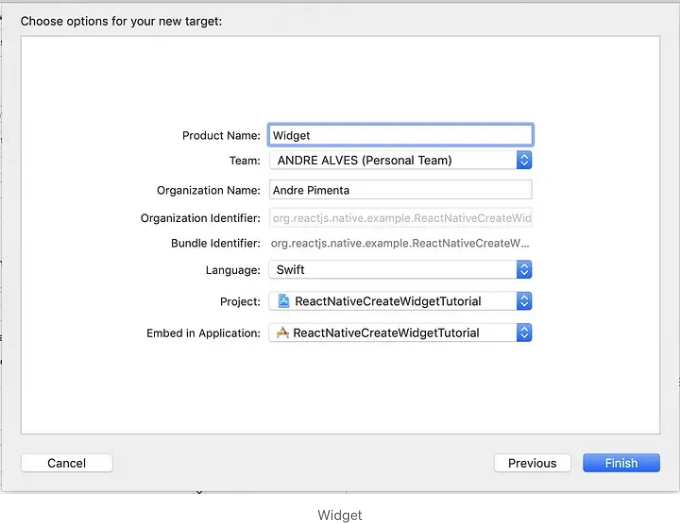 Choose options for your new target:
Product Name: Widget
Team: ANDRE ALVES (Personal Team)
Organization Name: Andre Pimenta
Organization Identifier: org.reactjs.native.example.ReactNativeCreateWid
Bundle Identifier: org.reactjs.native.example.ReactNativeCreateW...
Language: Swift
Project: ReactNativeCreateWidgetTutorial
Embed in Application: ReactNativeCreateWidgetTutorial
Cancel Previous Finish
Widget